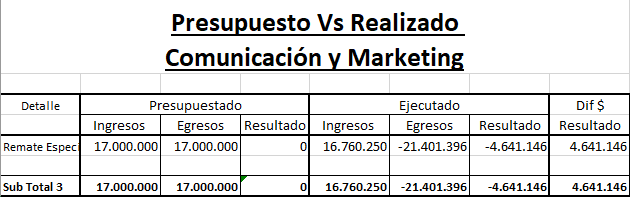 Presupuesto Vs Realizado
Comunicación y Marketing
Detalle Presupuestado Ejecutado Dif $
Ingresos Egresos Resultado Ingresos Egresos Resultado Resultado
Remate Especi 17.000.000 17.000.000 0 16.760.250 -21.401.396 -4.641.146 4.641.146
Sub Total 3 17.000.000 17.000.000 0 16.760.250 -21.401.396 -4.641.146 4.641.146